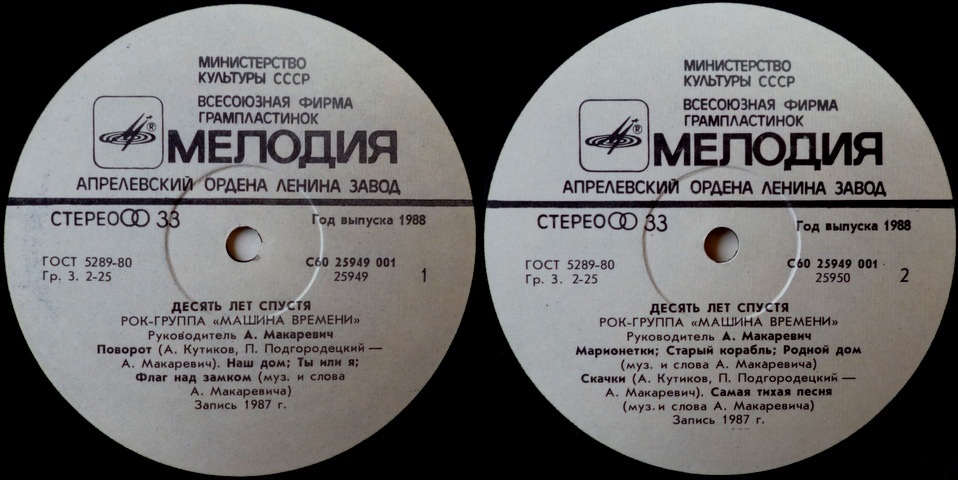 МИНИСТЕРСТВО
КУЛЬТУРЫ СССР
ВСЕСОЮЗНАЯ ФИРМА
ГРАМПЛАСТИНОК
®
МЕЛОДИЯ
АПРЕЛЕВСКИЙ ОРДЕНА ЛЕНИНА ЗАВОД
СТЕРЕО 33
Год выпуска 1988
ГОСТ 5289-80
Гр. 3. 2-25
С60 25949 001
25949
1
ДЕСЯТЬ ЛЕТ СПУСТЯ
РОК-ГРУППА «МАШИНА ВРЕМЕНИ»
Руководитель А. Макаревич
Поворот (А. Кутиков, П. Подгородецкий —
А. Макаревич). Наш дом; Ты или я;
Флаг над замком (муз. и слова
А. Макаревича)
Запись 1987 г.
МИНИСТЕРСТВО
КУЛЬТУРЫ СССР
ВСЕСОЮЗНАЯ ФИРМА
ГРАМПЛАСТИНОК
®
МЕЛОДИЯ
АПРЕЛЕВСКИЙ ОРДЕНА ЛЕНИНА ЗАВОД
СТЕРЕО 33
Год выпуска 1988
ГОСТ 5289-80
Гр. 3. 2-25
С60 25949 001
25950
2
ДЕСЯТЬ ЛЕТ СПУСТЯ
РОК-ГРУППА «МАШИНА ВРЕМЕНИ»
Руководитель А. Макаревич
Марионетки; Старый корабль; Родной дом
(муз. и слова А. Макаревича)
Скачки (А. Кутиков, П. Подгородецкий —
А. Макаревич). Самая тихая песня
(муз. и слова А. Макаревича)
Запись 1987 г.